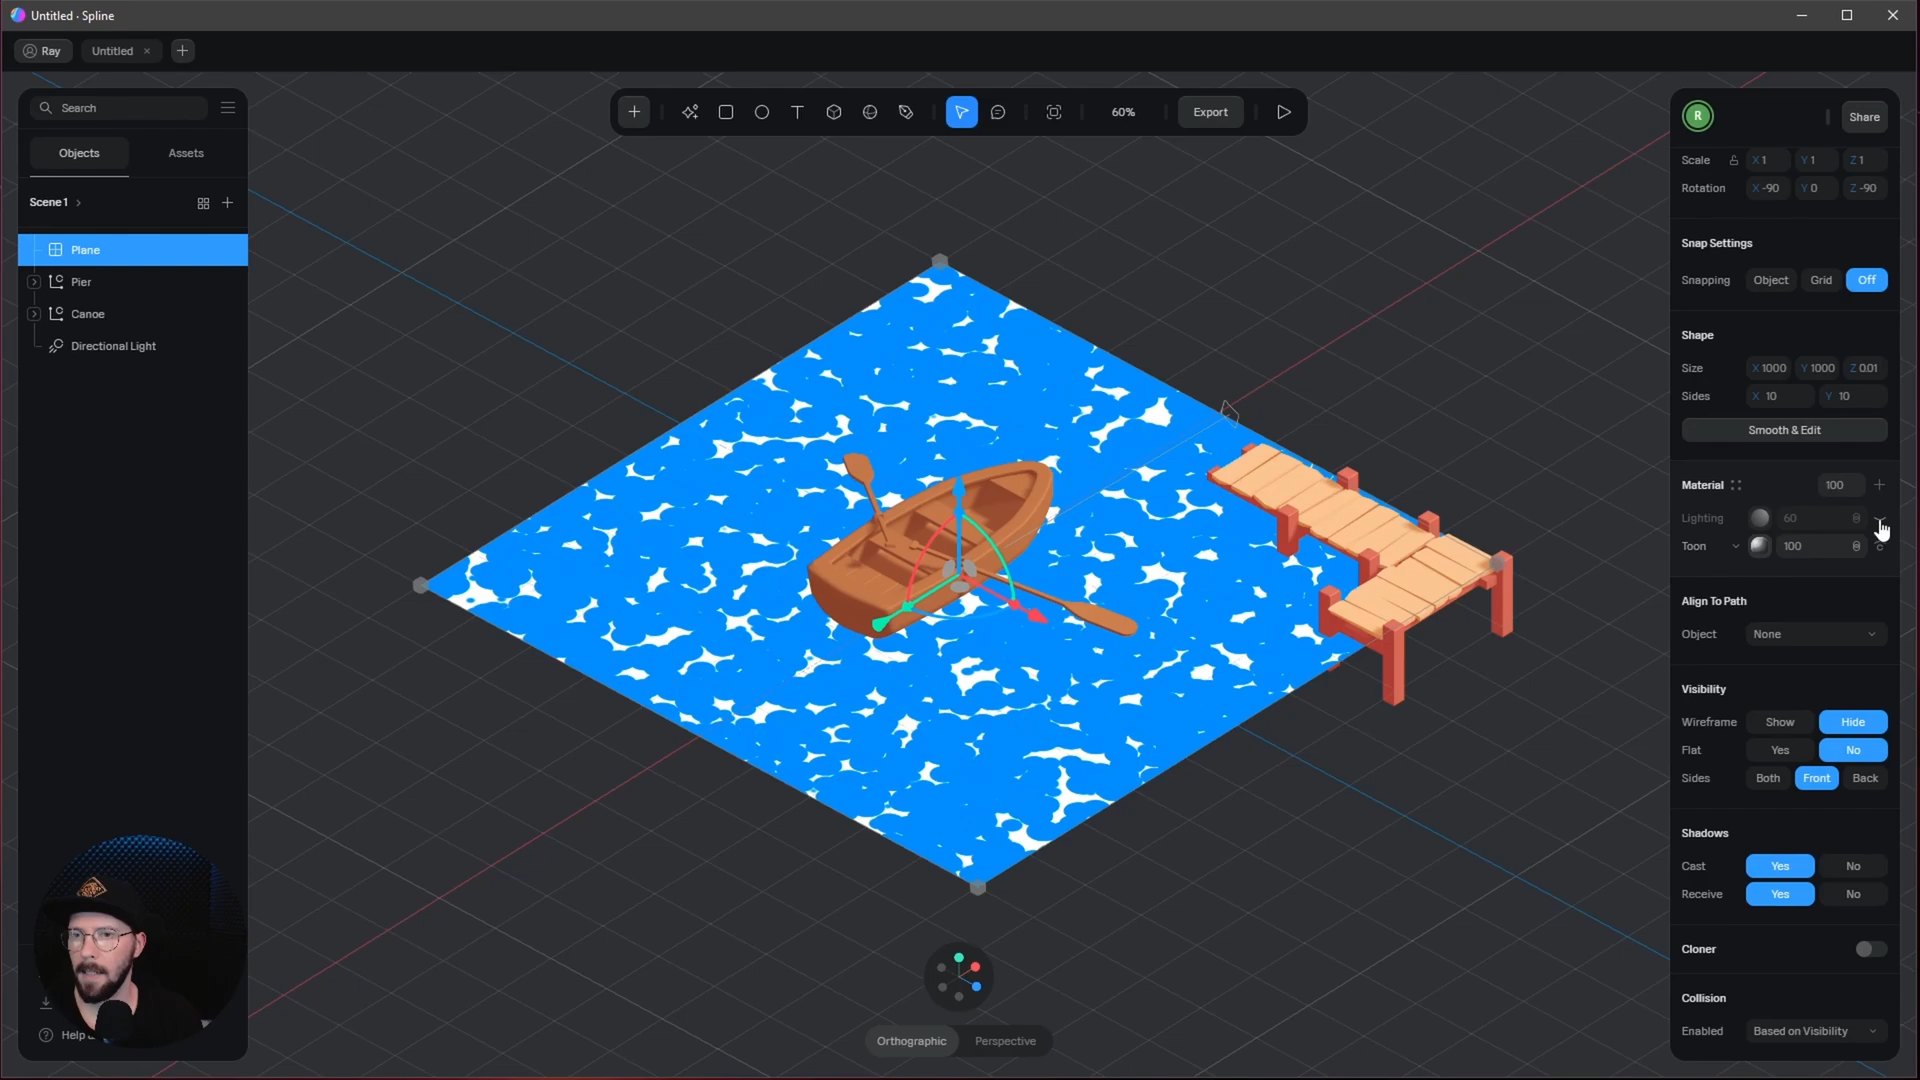 Untitled · Spline
Ray
Untitled
60%
Export
R
Share
Search
Objects
Assets
Scene 1
Plane
Pier
Canoe
Directional Light
Scale X 1 Y 1 Z 1
Rotation X -90 Y 0 Z -90
Snap Settings
Snapping Object Grid Off
Shape
Size X 1000 Y 1000 Z 0.01
Sides X 10 Y 10
Smooth & Edit
Material 100
Lighting 60
Toon 100
Align To Path
Object None
Visibility
Wireframe Show Hide
Flat Yes No
Sides Both Front Back
Shadows
Cast Yes No
Receive Yes No
Cloner
Collision
Enabled Based on Visibility
Orthographic Perspective
Help